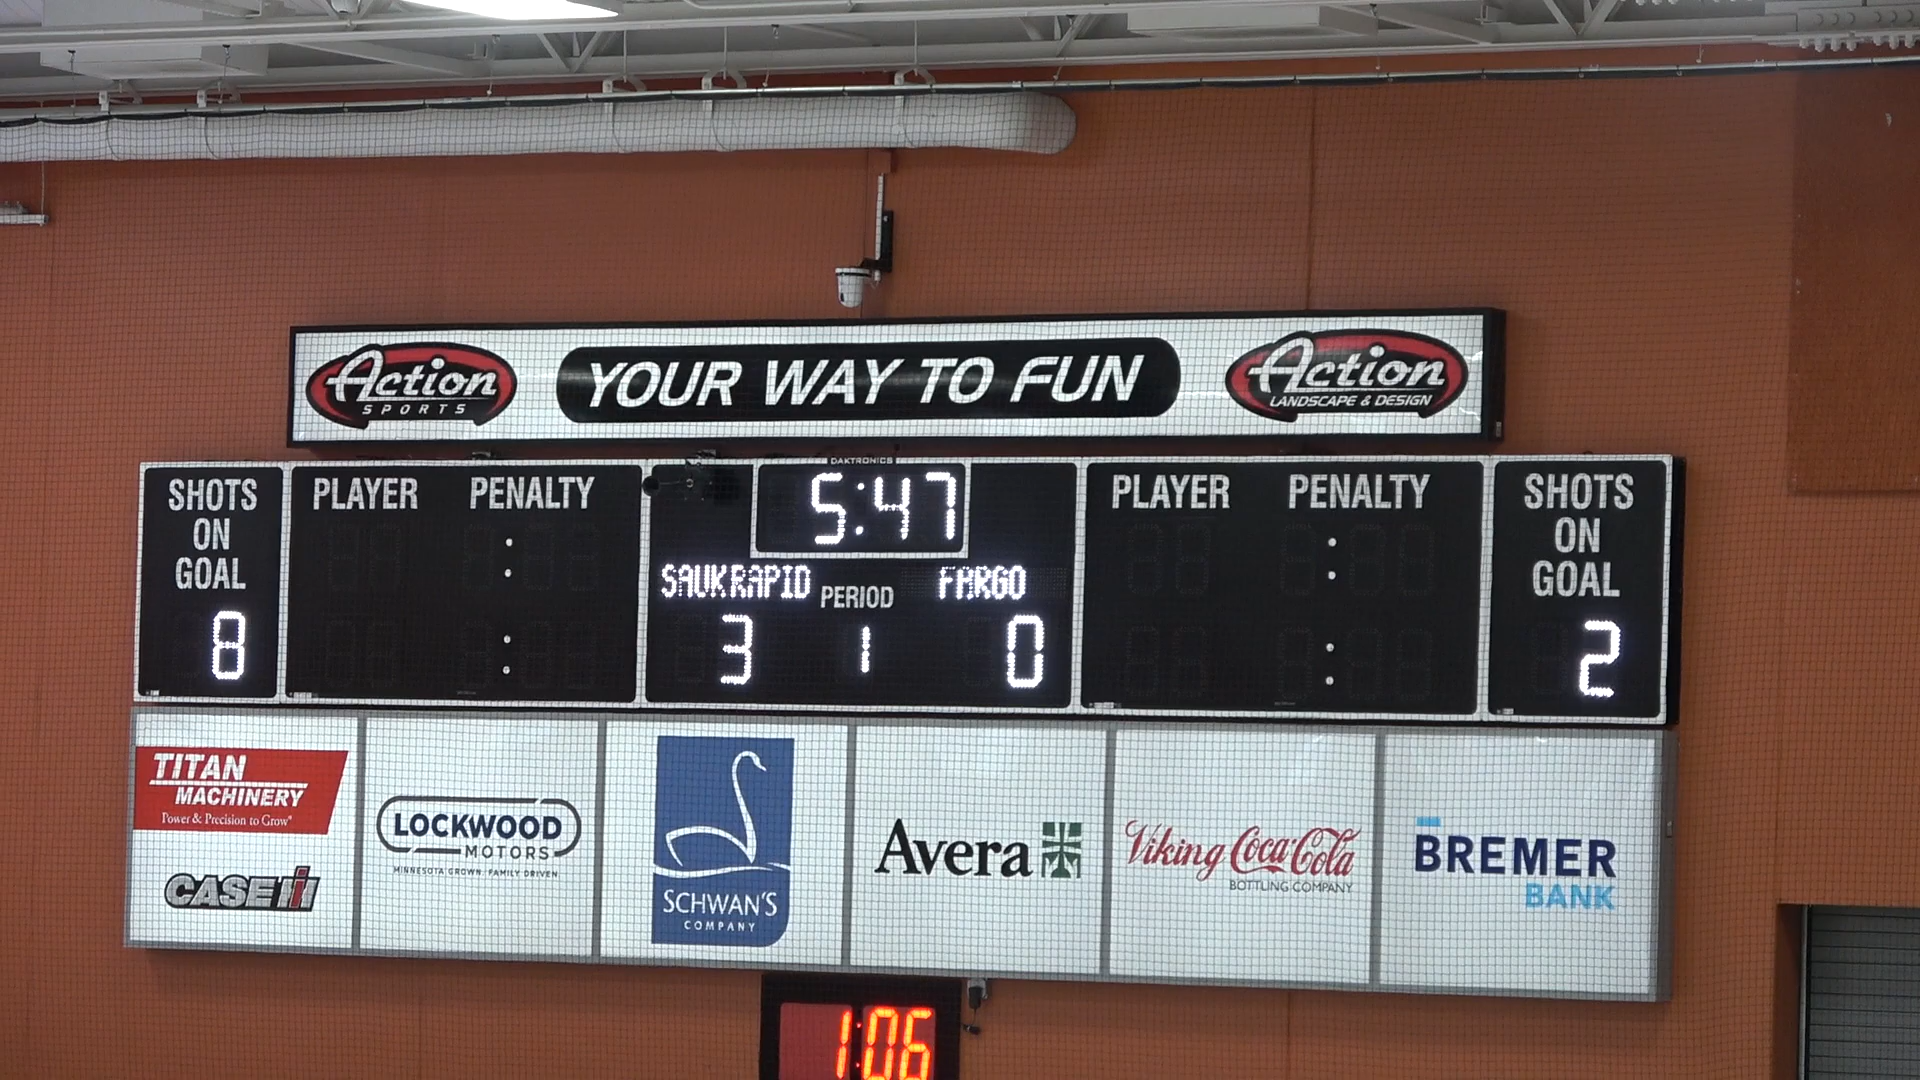 Action
SPORTS
YOUR WAY TO FUN
Action
LANDSCAPE & DESIGN
DAKTRONICS
SHOTS
ON
GOAL
8
PLAYER PENALTY
5:47
SAUKRAPID PERIOD FARGO
3 1 0
PLAYER PENALTY
SHOTS
ON
GOAL
2
TITAN
MACHINERY
Power & Precision to Grow®
CASE IH
LOCKWOOD
MOTORS
MINNESOTA GROWN. FAMILY DRIVEN
SCHWAN'S
COMPANY
Avera
Viking Coca-Cola
BOTTLING COMPANY
BREMER
BANK
1:06